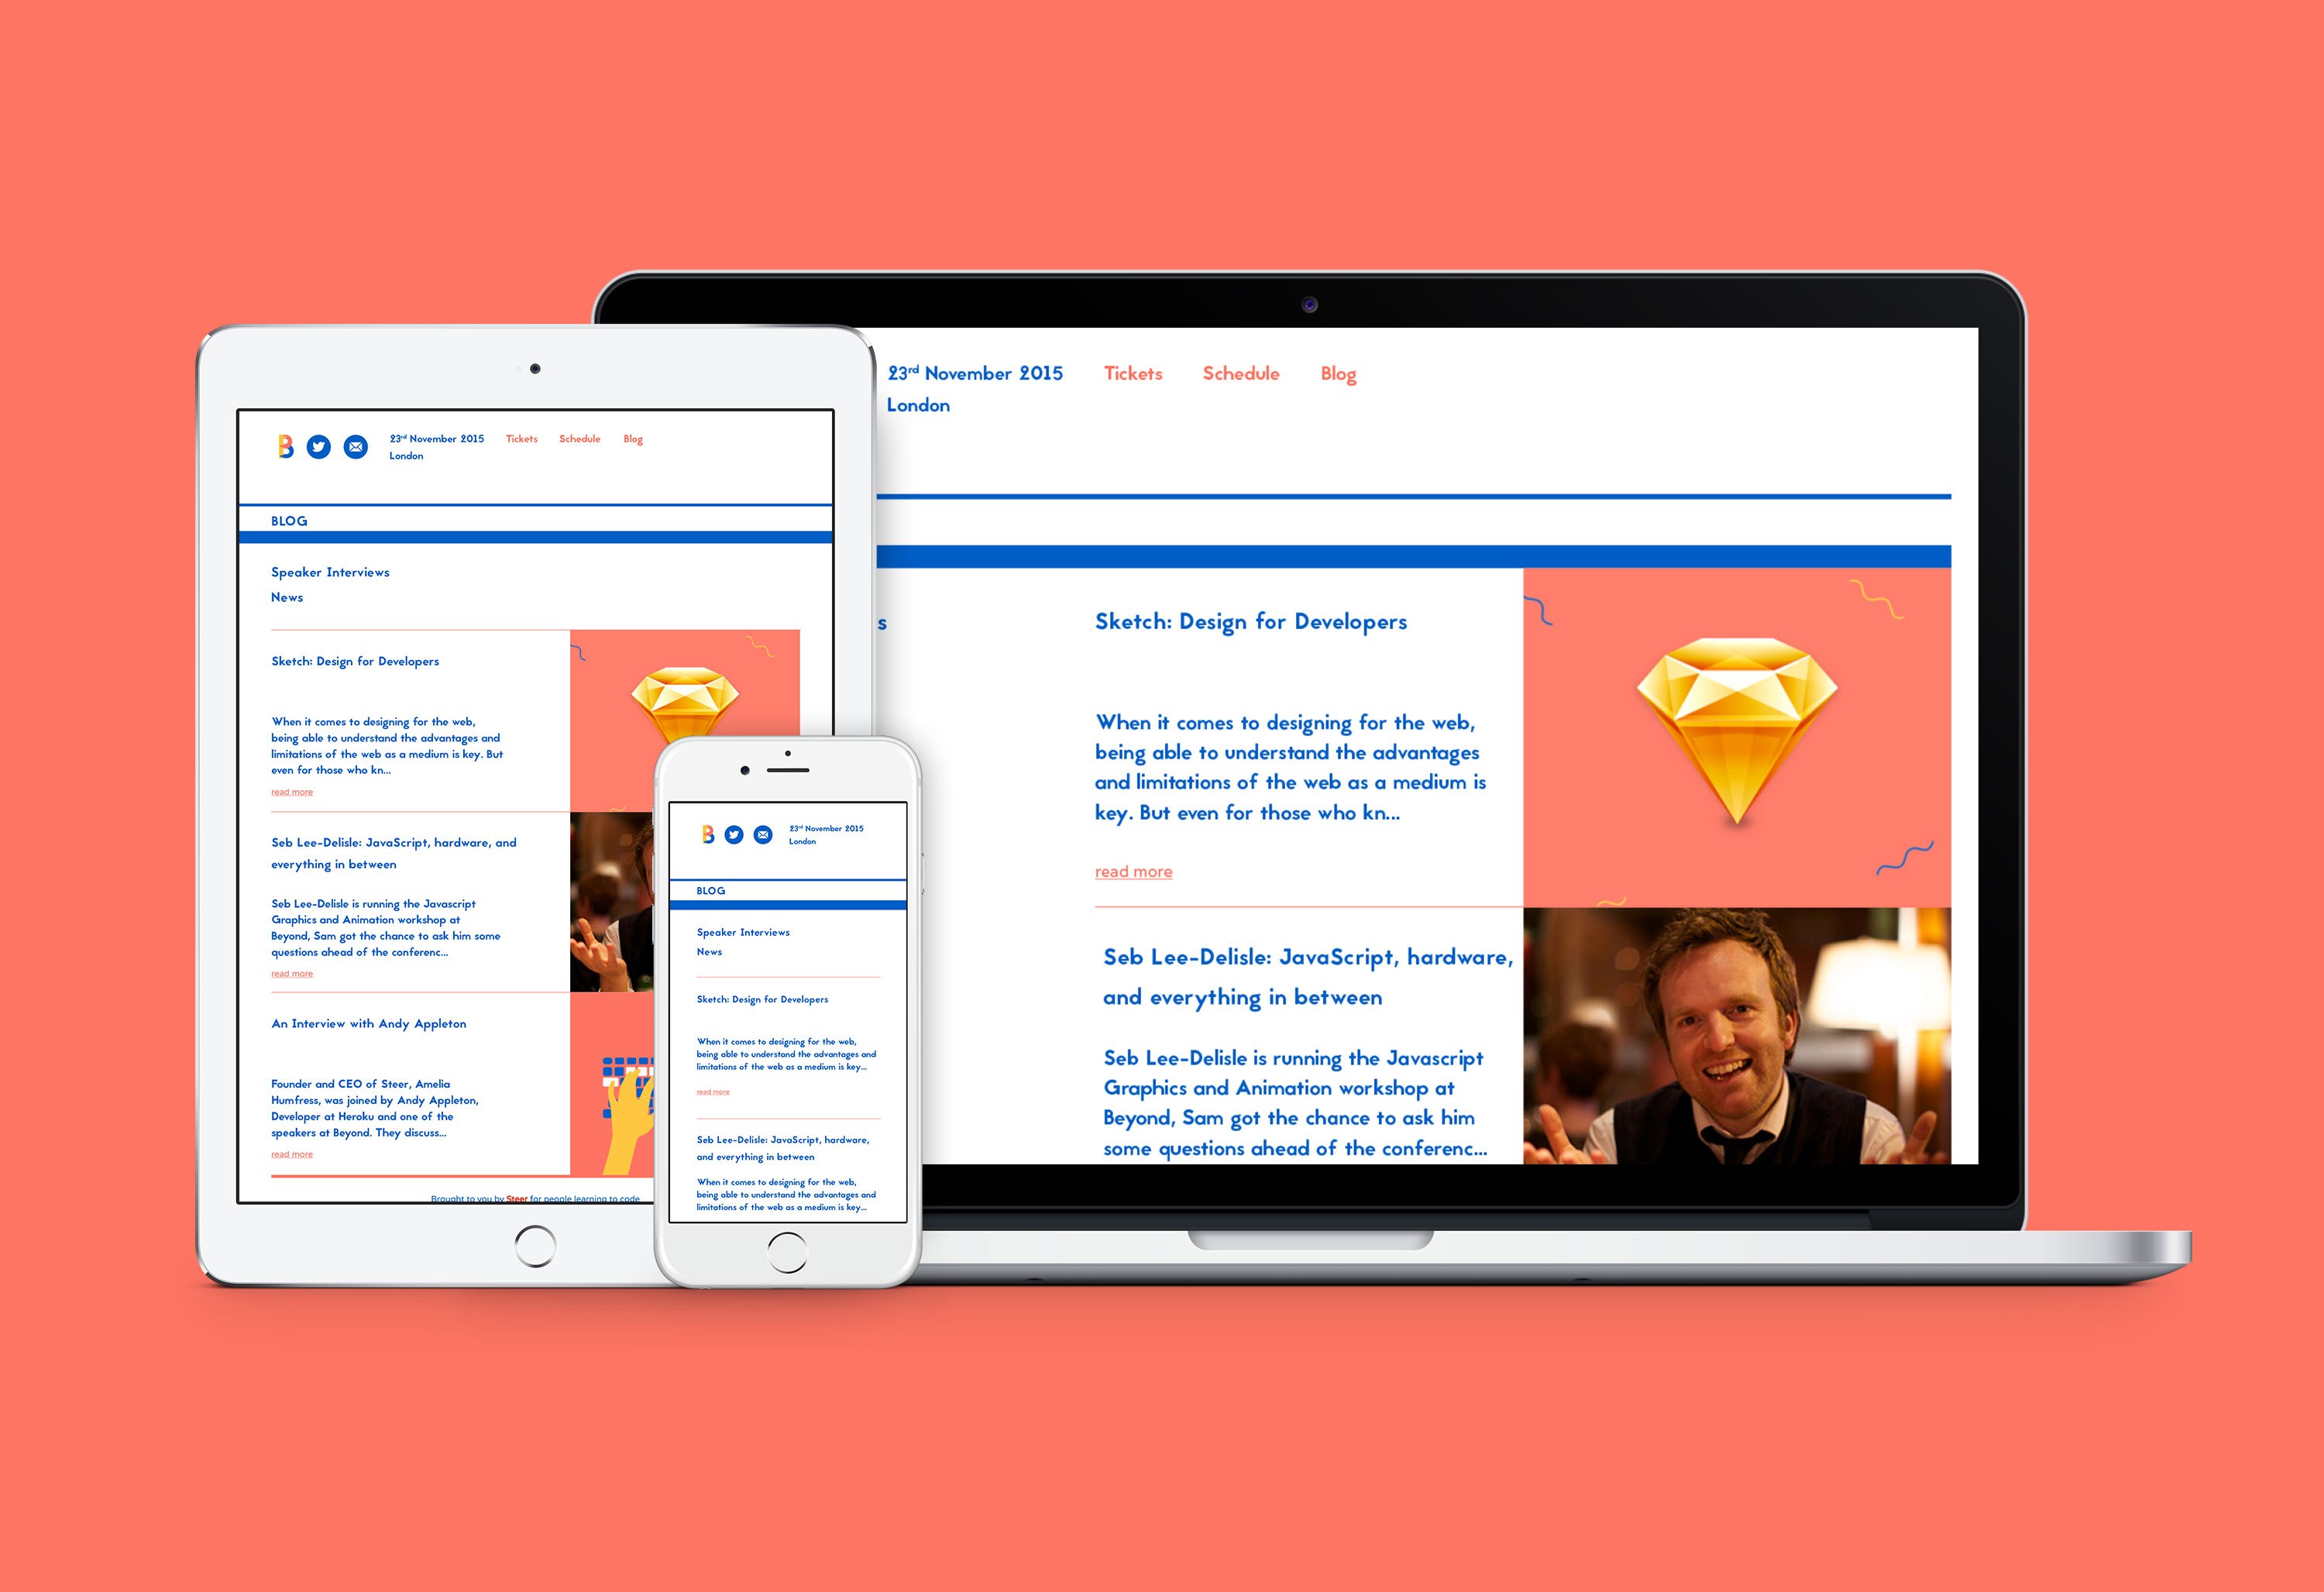 23rd November 2015 Tickets Schedule Blog
London
BLOG
Speaker Interviews
News
Sketch: Design for Developers
When it comes to designing for the web,
being able to understand the advantages and
limitations of the web as a medium is key. But
even for those who kn...
read more
Seb Lee-Delisle: JavaScript, hardware, and
everything in between
Seb Lee-Delisle is running the Javascript
Graphics and Animation workshop at
Beyond, Sam got the chance to ask him some
questions ahead of the conferenc...
read more
An Interview with Andy Appleton
Founder and CEO of Steer, Amelia
Humfress, was joined by Andy Appleton,
Developer at Heroku and one of the
speakers at Beyond. They discuss...
read more
Brought to you by Steer for people learning to code
23rd November 2015
London
BLOG
Speaker Interviews
News
Sketch: Design for Developers
When it comes to designing for the web,
being able to understand the advantages and
limitations of the web as a medium is key...
read more
Seb Lee-Delisle: JavaScript, hardware,
and everything in between
When it comes to designing for the web,
being able to understand the advantages and
limitations of the web as a medium is key...
23rd November 2015 Tickets Schedule Blog
London
s
Sketch: Design for Developers
When it comes to designing for the web,
being able to understand the advantages
and limitations of the web as a medium is
key. But even for those who kn...
read more
Seb Lee-Delisle: JavaScript, hardware,
and everything in between
Seb Lee-Delisle is running the Javascript
Graphics and Animation workshop at
Beyond, Sam got the chance to ask him
some questions ahead of the conferenc...